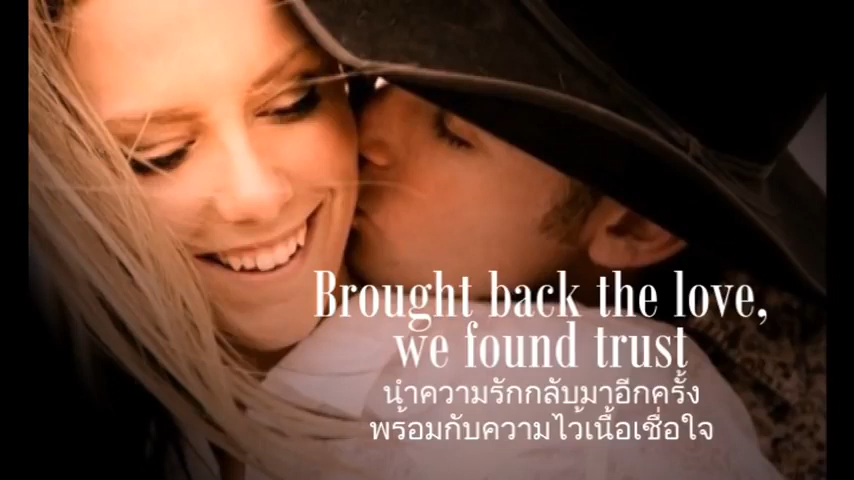 Brought back the love,
we found trust
นำความรักกลับมาอีกครั้ง
พร้อมกับความไว้เนื้อเชื่อใจ